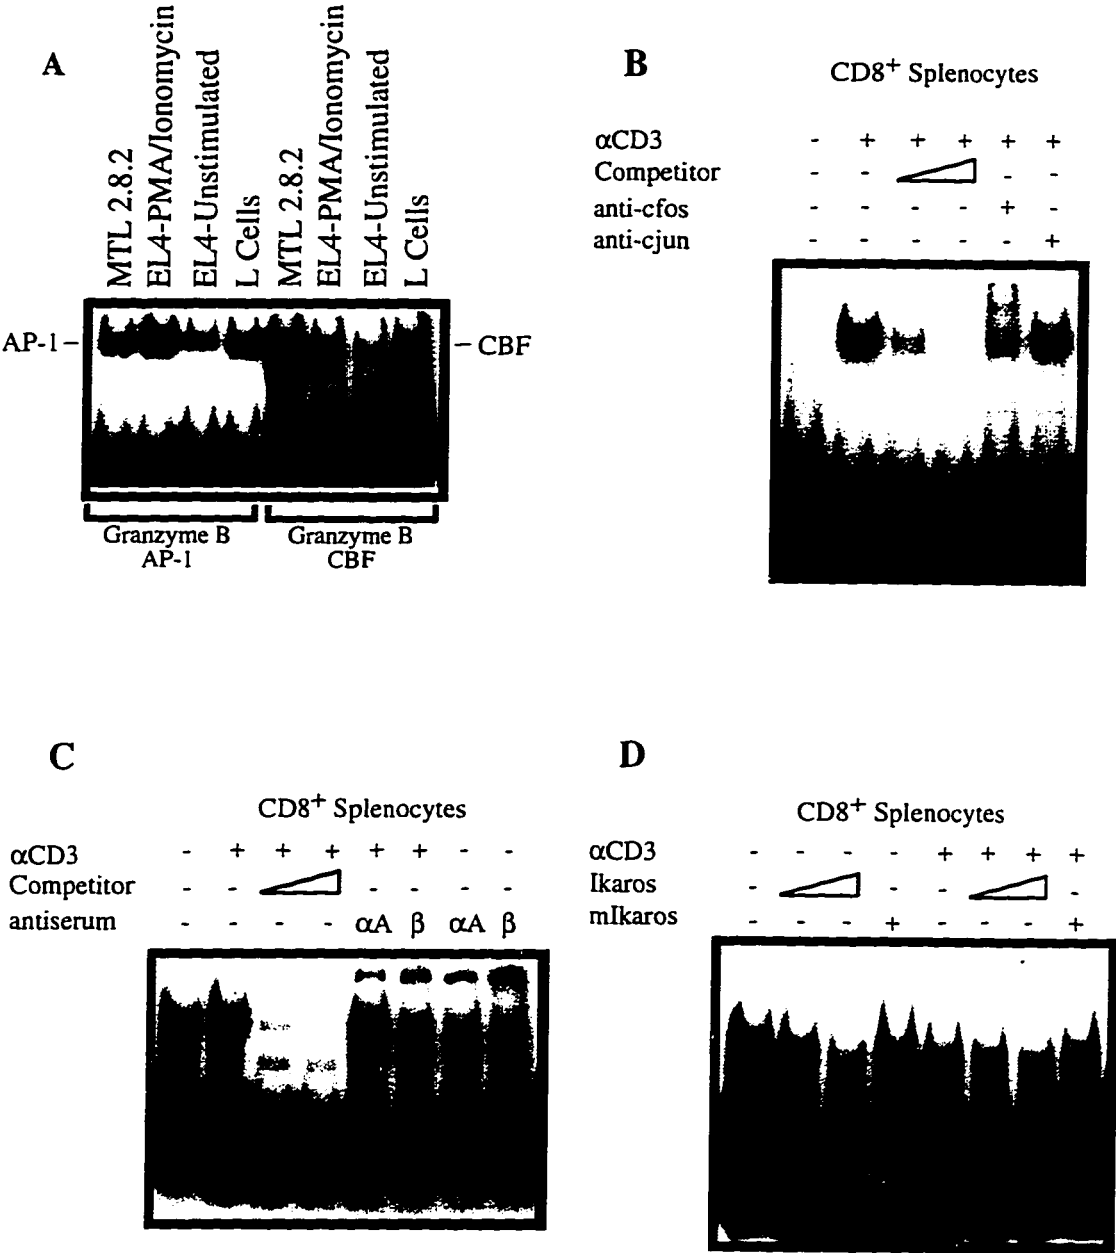 A
MTL 2.8.2
EL4-PMA/Ionomycin
EL4-Unstimulated
L Cells
MTL 2.8.2
EL4-PMA/Ionomycin
EL4-Unstimulated
L Cells
AP-1 –
– CBF
Granzyme B
AP-1
Granzyme B
CBF
B
CD8+ Splenocytes
αCD3 - + + + + +
Competitor - - - -
anti-cfos - - - - + -
anti-cjun - - - - - +
C
CD8+ Splenocytes
αCD3 - + + + + + - -
Competitor - - - - - -
antiserum - - - - αA β αA β
D
CD8+ Splenocytes
αCD3 - - - - + + + +
Ikaros - - - -
mIkaros - - - + - - - +